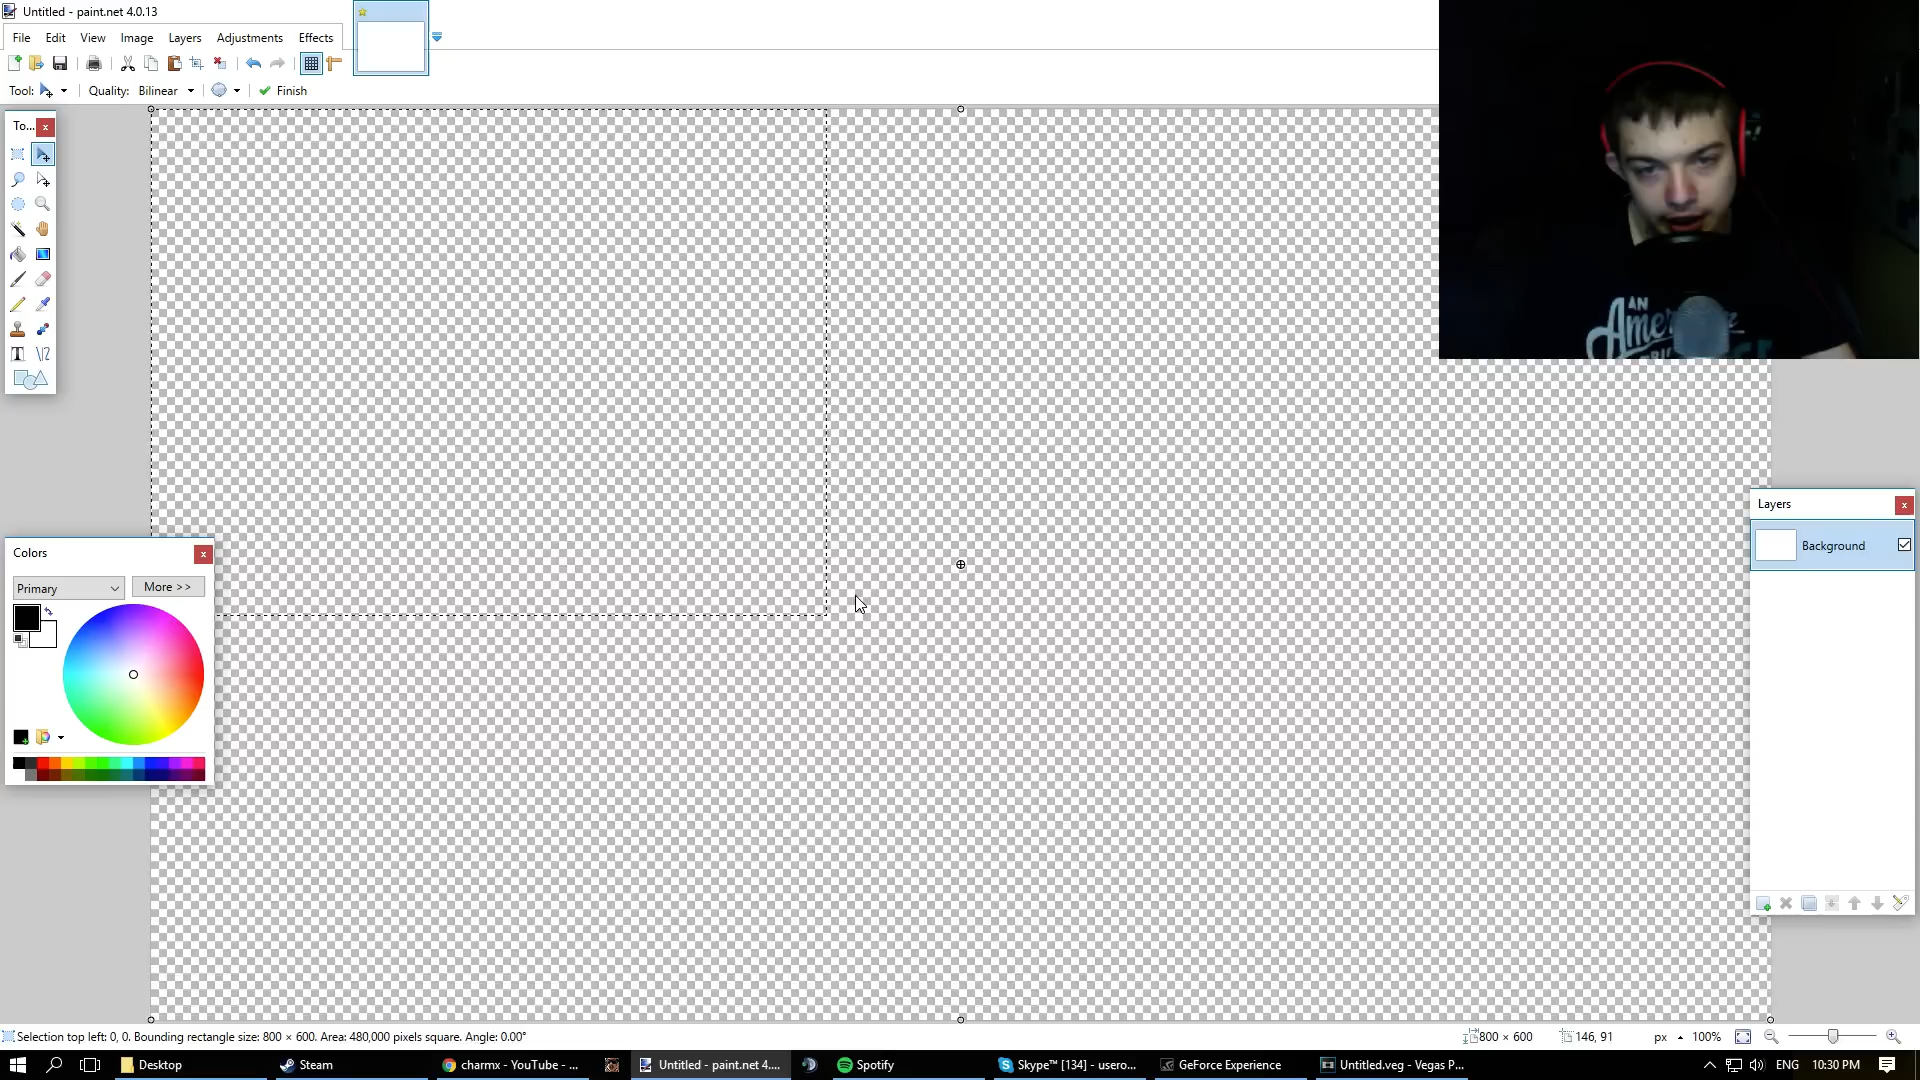 Untitled - paint.net 4.0.13
File Edit View Image Layers Adjustments Effects
Tool: Quality: Bilinear Finish
To...
AN
Layers
Background
Colors
Primary More >>
Selection top left: 0, 0. Bounding rectangle size: 800 × 600. Area: 480,000 pixels square. Angle: 0.00°
800 × 600 146, 91 px 100%
Desktop Steam charmx - YouTube - ... Untitled - paint.net 4.... Spotify Skype™ [134] - usero... GeForce Experience Untitled.veg - Vegas P... ENG 10:30 PM